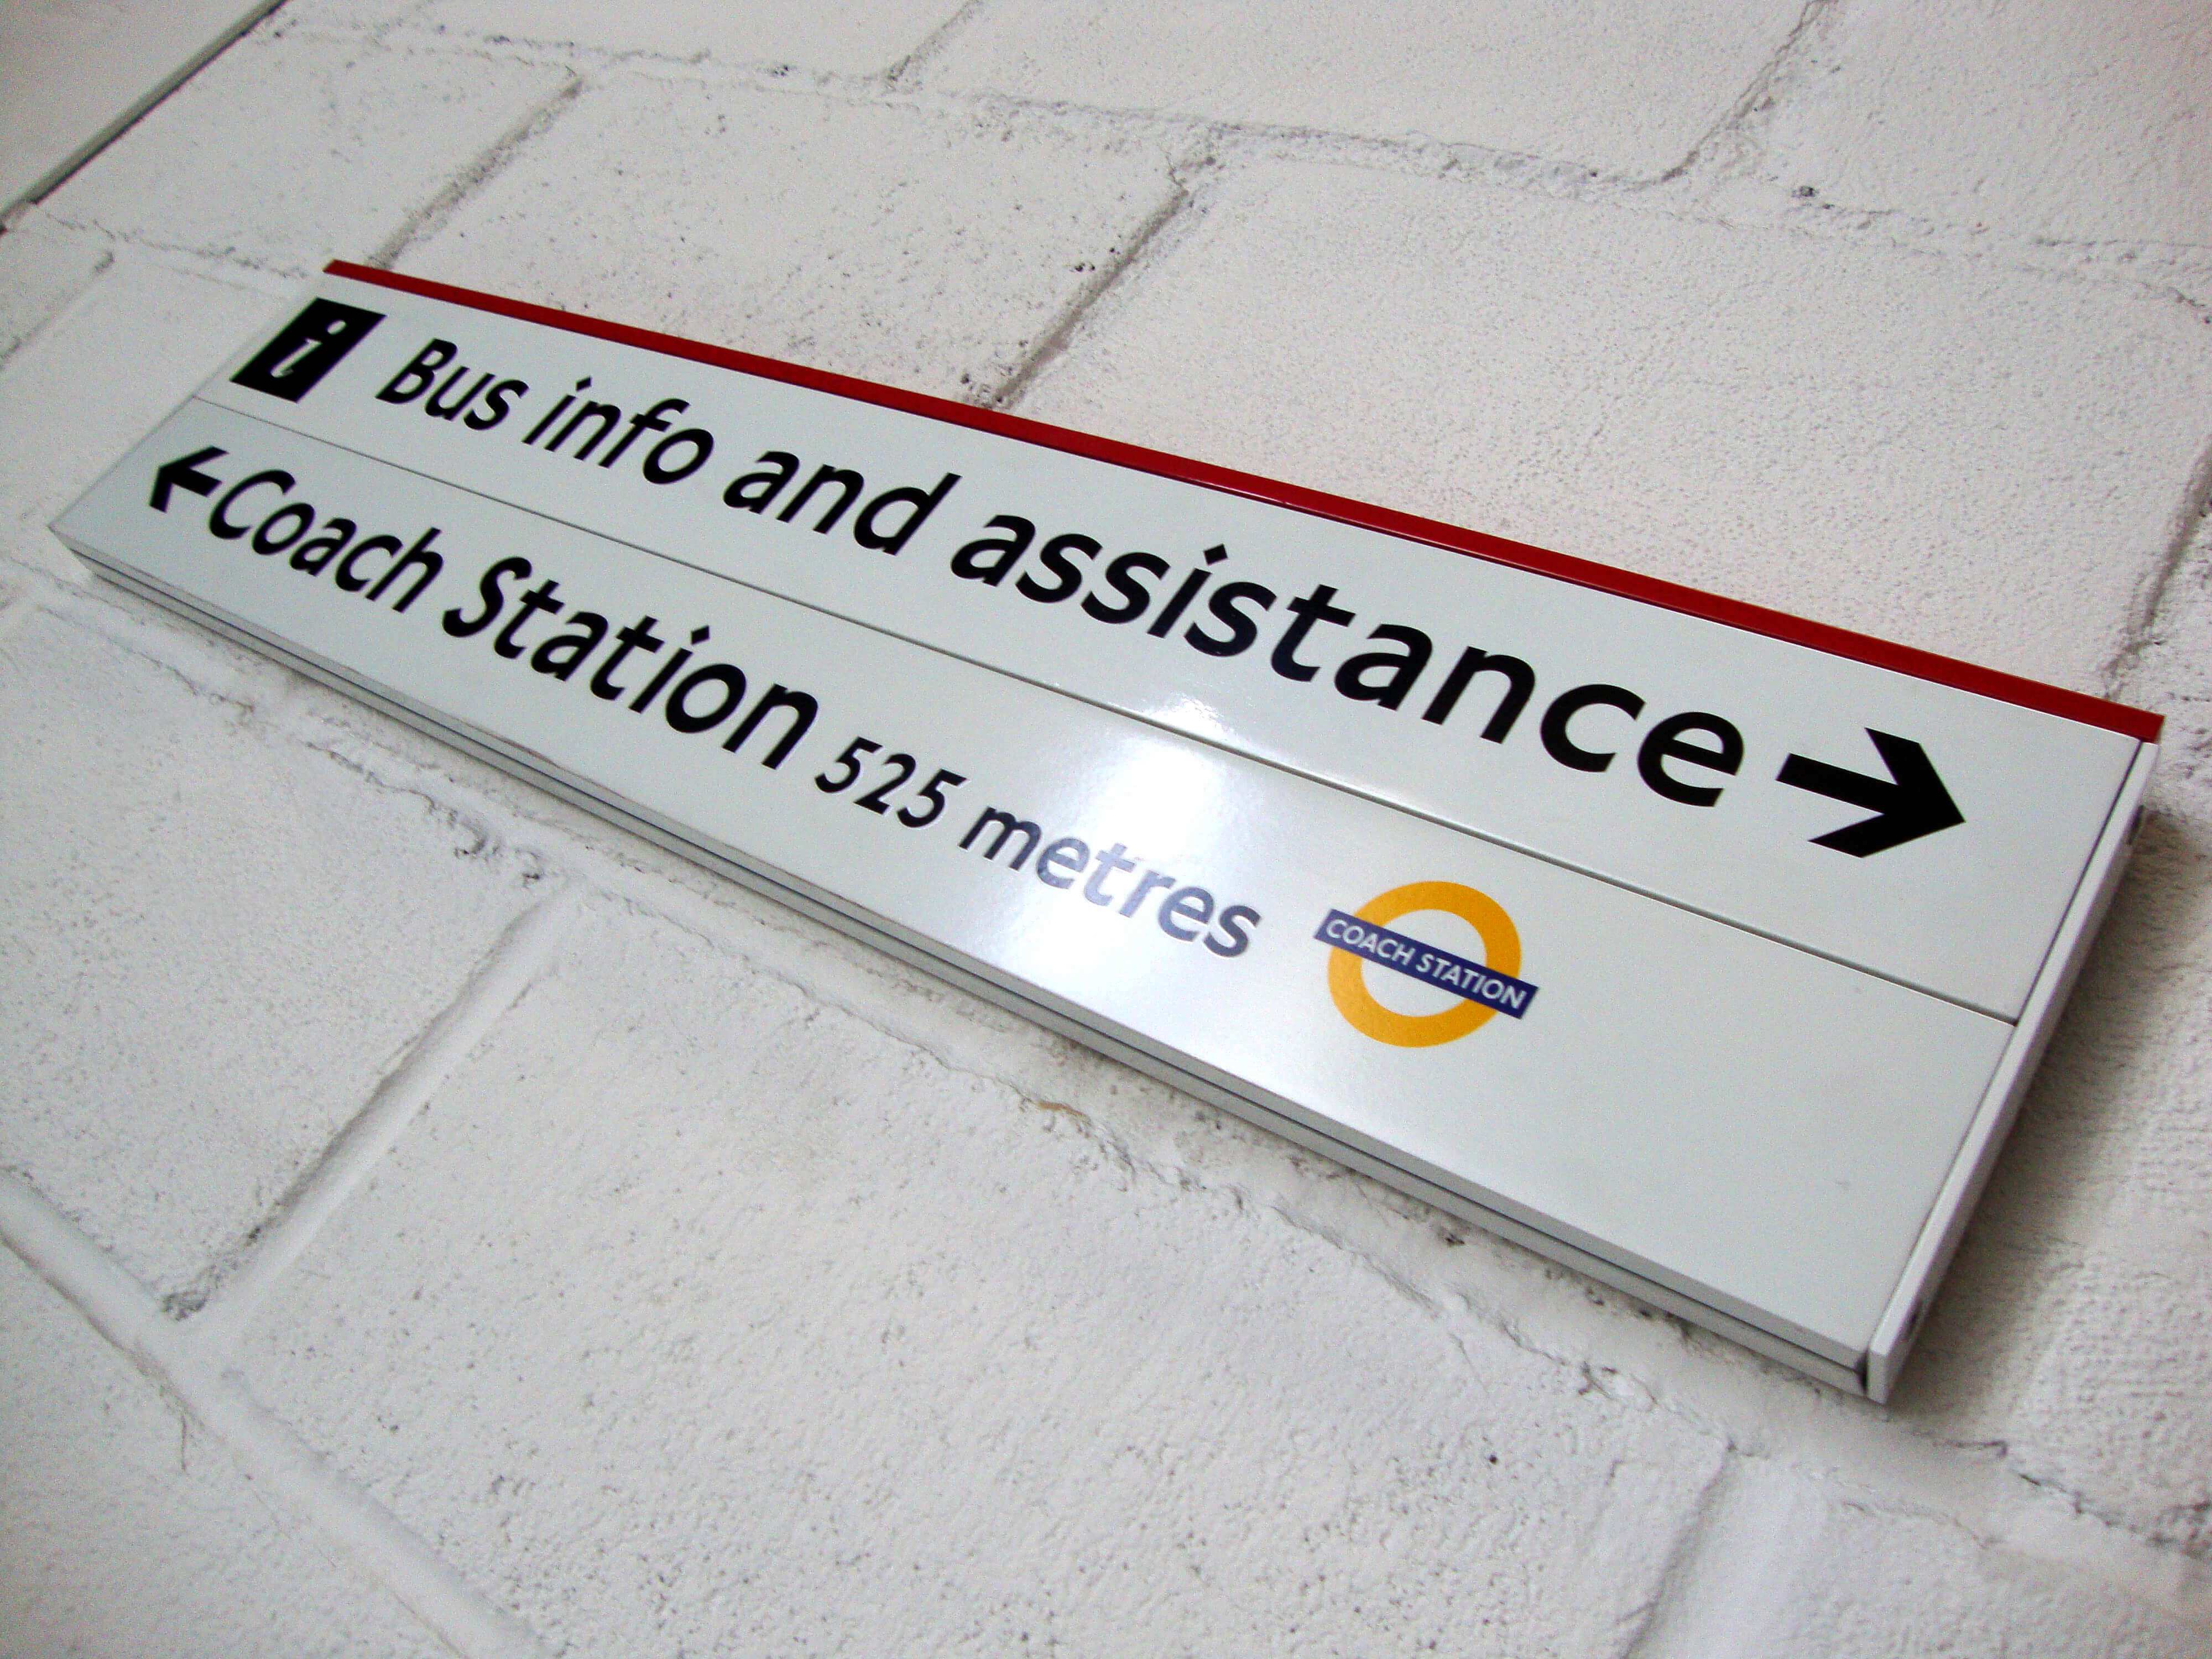 i Bus info and assistance →
← Coach Station 525 metres
COACH STATION